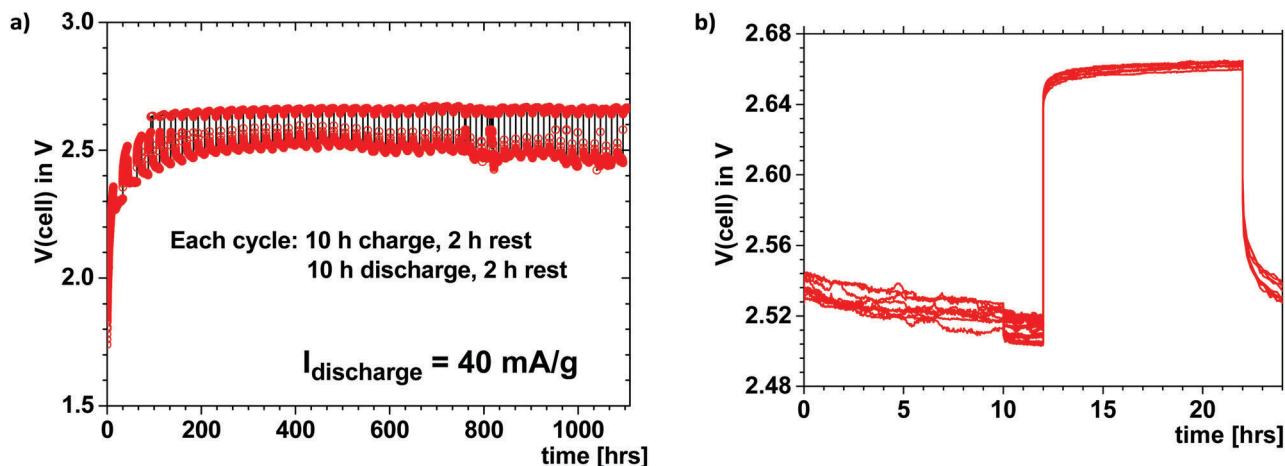 a)
V(cell) in V
3.0
2.5
2.0
1.5
Each cycle: 10 h charge, 2 h rest
10 h discharge, 2 h rest
I discharge = 40 mA/g
0 200 400 600 800 1000
time [hrs]
b)
V(cell) in V
2.68
2.64
2.60
2.56
2.52
2.48
0 5 10 15 20
time [hrs]